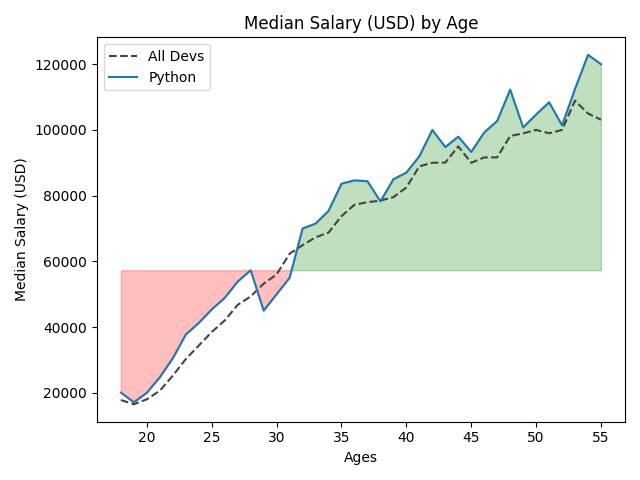 Median Salary (USD) by Age
All Devs
Python
120000
100000
80000
60000
40000
20000
Median Salary (USD)
20 25 30 35 40 45 50 55
Ages